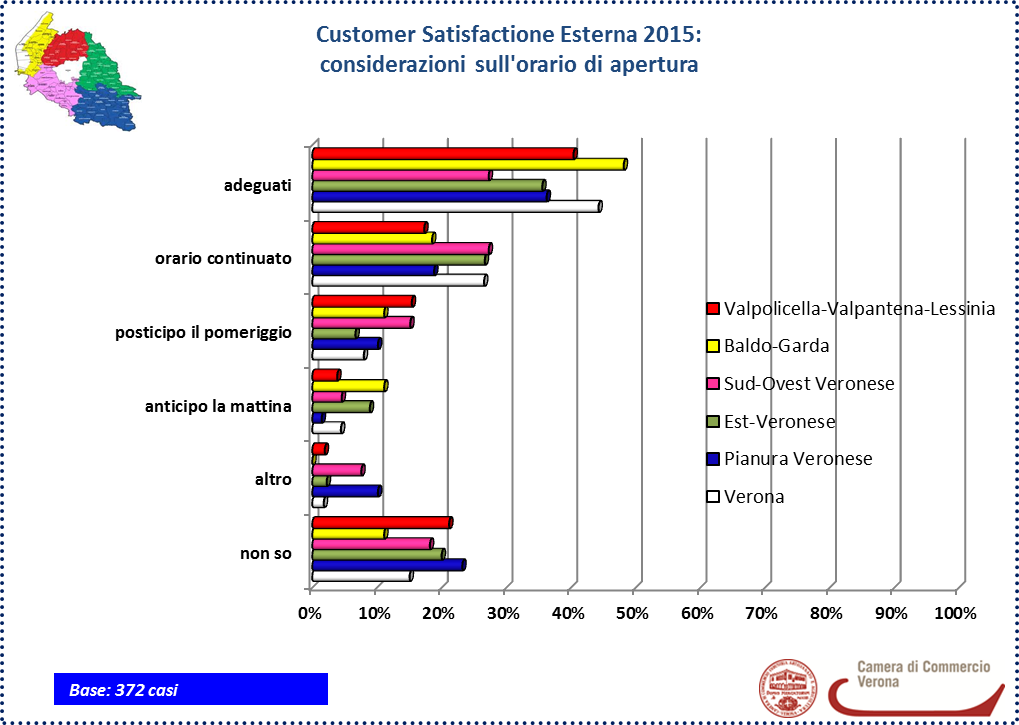 Customer Satisfactione Esterna 2015:
considerazioni sull'orario di apertura
adeguati
orario continuato
posticipo il pomeriggio
anticipo la mattina
altro
non so
0% 10% 20% 30% 40% 50% 60% 70% 80% 90% 100%
Valpolicella-Valpantena-Lessinia
Baldo-Garda
Sud-Ovest Veronese
Est-Veronese
Pianura Veronese
Verona
Base: 372 casi
Camera di Commercio
Verona